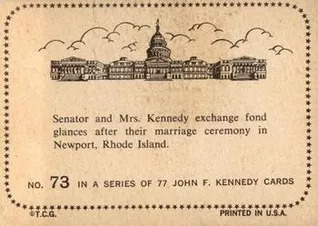 Senator and Mrs. Kennedy exchange fond
glances after their marriage ceremony in
Newport, Rhode Island.
NO. 73 IN A SERIES OF 77 JOHN F. KENNEDY CARDS
©T.C.G. PRINTED IN U.S.A.